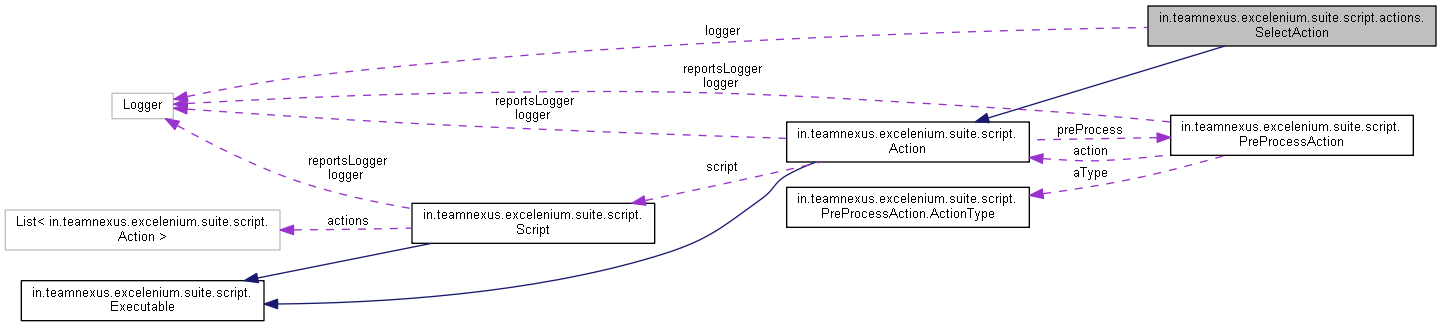 in.teamnexus.excelenium.suite.script.actions.
SelectAction
logger
reportsLogger
logger
Logger
reportsLogger
logger
in.teamnexus.excelenium.suite.script.
Action
preProcess
in.teamnexus.excelenium.suite.script.
PreProcessAction
action
reportsLogger
logger
script
aType
in.teamnexus.excelenium.suite.script.
PreProcessAction.ActionType
List< in.teamnexus.excelenium.suite.script.
Action >
actions
in.teamnexus.excelenium.suite.script.
Script
in.teamnexus.excelenium.suite.script.
Executable